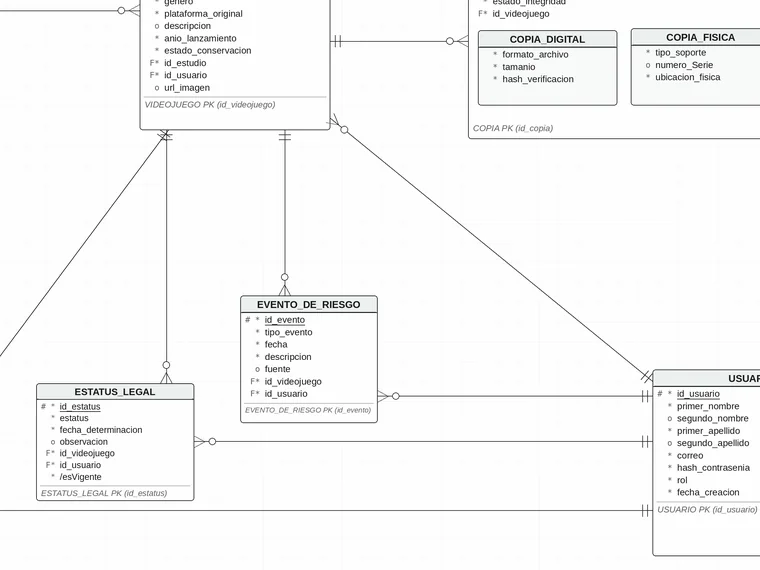 genero
* plataforma_original
o descripcion
* anio_lanzamiento
* estado_conservacion
F* id_estudio
F* id_usuario
o url_imagen
VIDEOJUEGO PK (id_videojuego)
* estado_integridad
F* id_videojuego
COPIA_DIGITAL
* formato_archivo
* tamanio
* hash_verificacion
COPIA_FISICA
* tipo_soporte
o numero_Serie
* ubicacion_fisica
COPIA PK (id_copia)
EVENTO_DE_RIESGO
# * id_evento
* tipo_evento
* fecha
* descripcion
o fuente
F* id_videojuego
F* id_usuario
EVENTO_DE_RIESGO PK (id_evento)
ESTATUS_LEGAL
# * id_estatus
* estatus
* fecha_determinacion
o observacion
F* id_videojuego
F* id_usuario
* /esVigente
ESTATUS_LEGAL PK (id_estatus)
USUAR
# * id_usuario
* primer_nombre
o segundo_nombre
* primer_apellido
o segundo_apellido
* correo
* hash_contrasenia
* rol
* fecha_creacion
USUARIO PK (id_usuario)